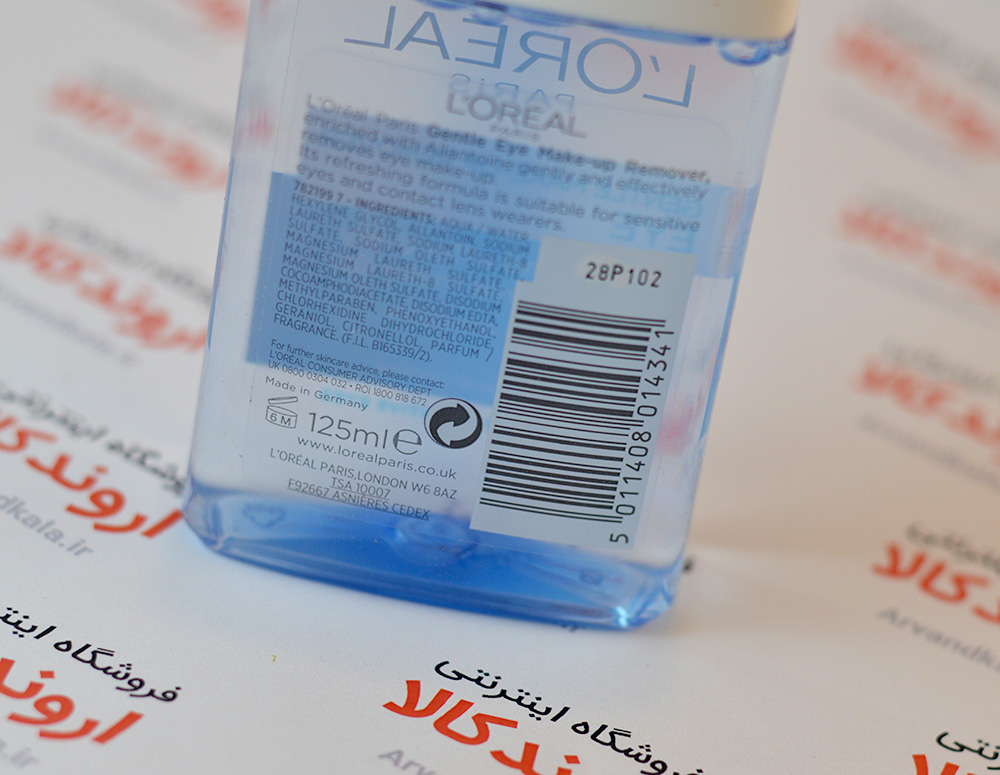 L'ORÉAL
PARIS
L'ORÉAL
PARIS
L'Oréal Paris Gentle Eye Make-up Remover,
enriched with Allantoine gently and effectively
removes eye make-up.
Its refreshing formula is suitable for sensitive
eyes and contact lens wearers.
782199 7 - INGREDIENTS: AQUA / WATER,
HEXYLENE GLYCOL, ALLANTOIN, SODIUM
LAURETH SULFATE, SODIUM LAURETH-8
SULFATE, SODIUM OLETH SULFATE,
MAGNESIUM LAURETH SULFATE,
MAGNESIUM LAURETH-8 SULFATE,
MAGNESIUM OLETH SULFATE, DISODIUM
COCOAMPHODIACETATE, DISODIUM EDTA,
METHYLPARABEN, PHENOXYETHANOL,
CHLORHEXIDINE DIHYDROCHLORIDE,
GERANIOL, CITRONELLOL, PARFUM /
FRAGRANCE. (F.I.L. B165339/2).
For further skincare advice, please contact:
L'ORÉAL CONSUMER ADVISORY DEPT
UK 0800 0304 032 • ROI 1800 818 672
Made in Germany
6 M
125ml e
www.lorealparis.co.uk
L'ORÉAL PARIS, LONDON W6 8AZ
TSA 10007
F92667 ASNIÈRES CEDEX
28P102
5 011408 014341
EYE
فروشگاه اینترنتی
اروندکالا
فروشگاه اینترنتی
اروندکالا
dkala.ir
Arvandk